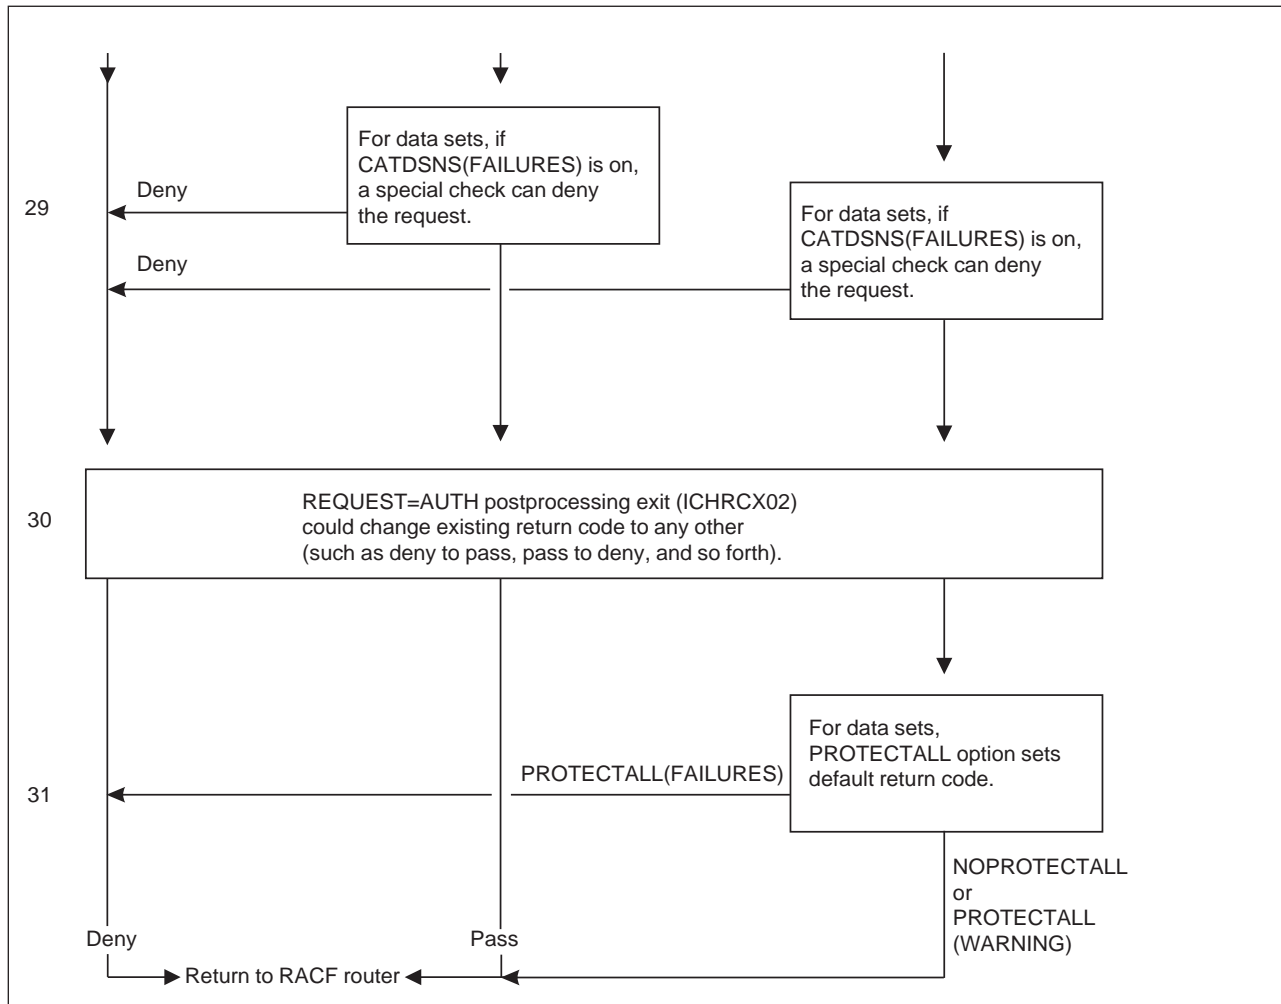 For data sets, if
CATDSNS(FAILURES) is on,
a special check can deny
the request.
Deny
29
For data sets, if
CATDSNS(FAILURES) is on,
a special check can deny
the request.
Deny
30
REQUEST=AUTH postprocessing exit (ICHRCX02)
could change existing return code to any other
(such as deny to pass, pass to deny, and so forth).
For data sets,
PROTECTALL option sets
default return code.
PROTECTALL(FAILURES)
31
NOPROTECTALL
or
PROTECTALL
(WARNING)
Deny
Pass
Return to RACF router